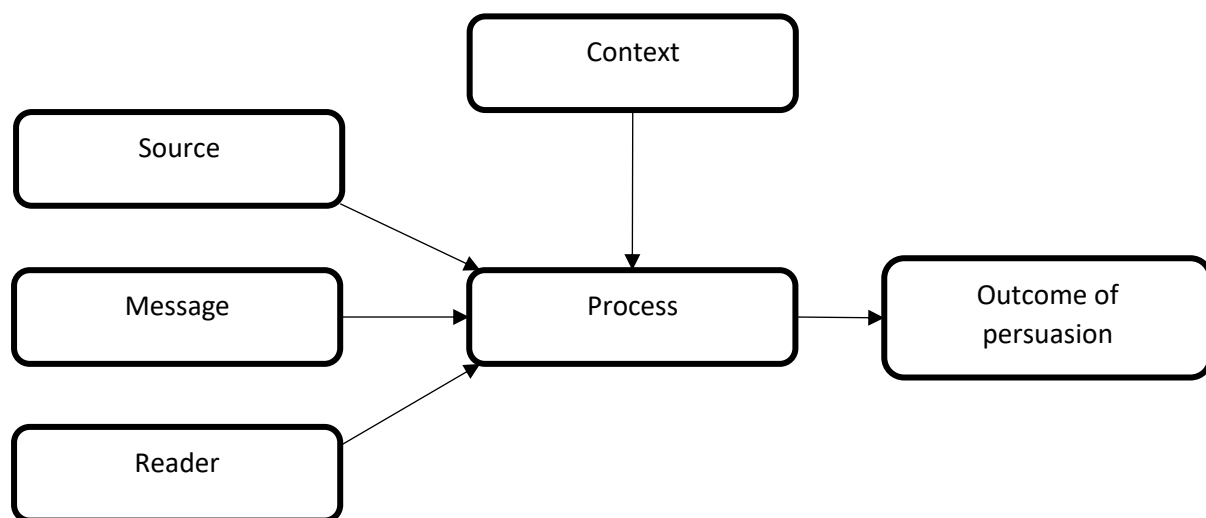 Context
Source
Message
Process
Outcome of
persuasion
Reader